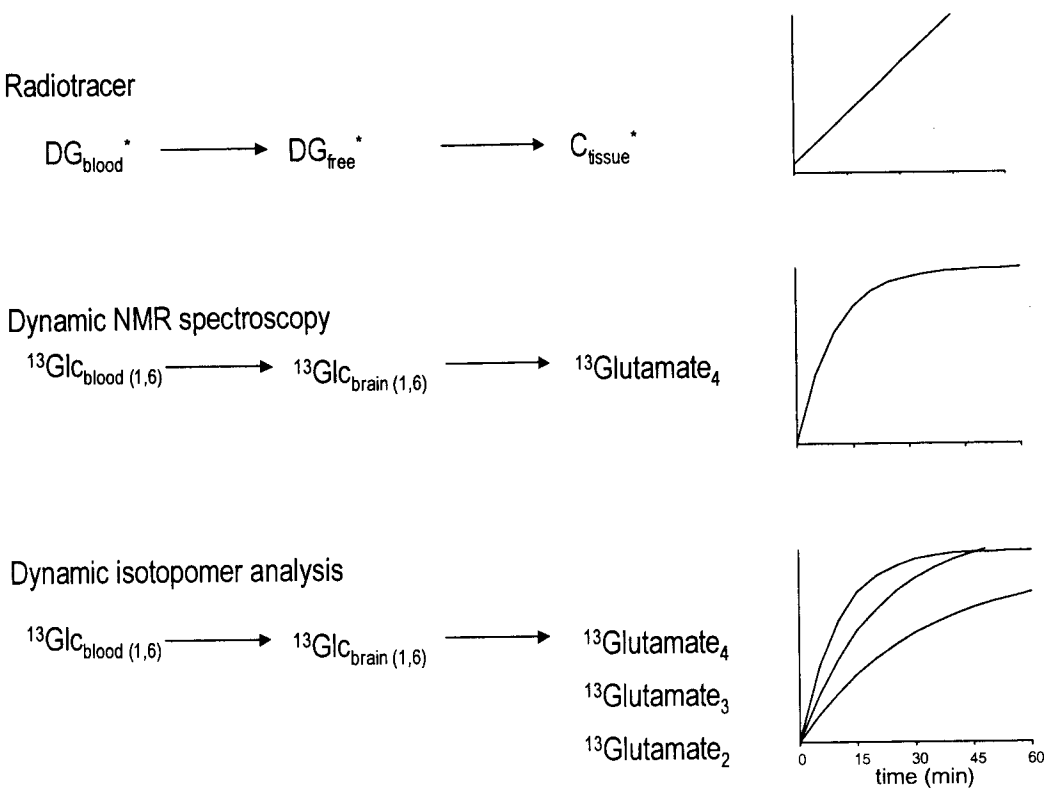 Radiotracer
DG_blood* → DG_free* → C_tissue*
Dynamic NMR spectroscopy
¹³Glc_blood (1,6) → ¹³Glc_brain (1,6) → ¹³Glutamate₄
Dynamic isotopomer analysis
¹³Glc_blood (1,6) → ¹³Glc_brain (1,6) → ¹³Glutamate₄
¹³Glutamate₃
¹³Glutamate₂
0 15 30 45 60
time (min)